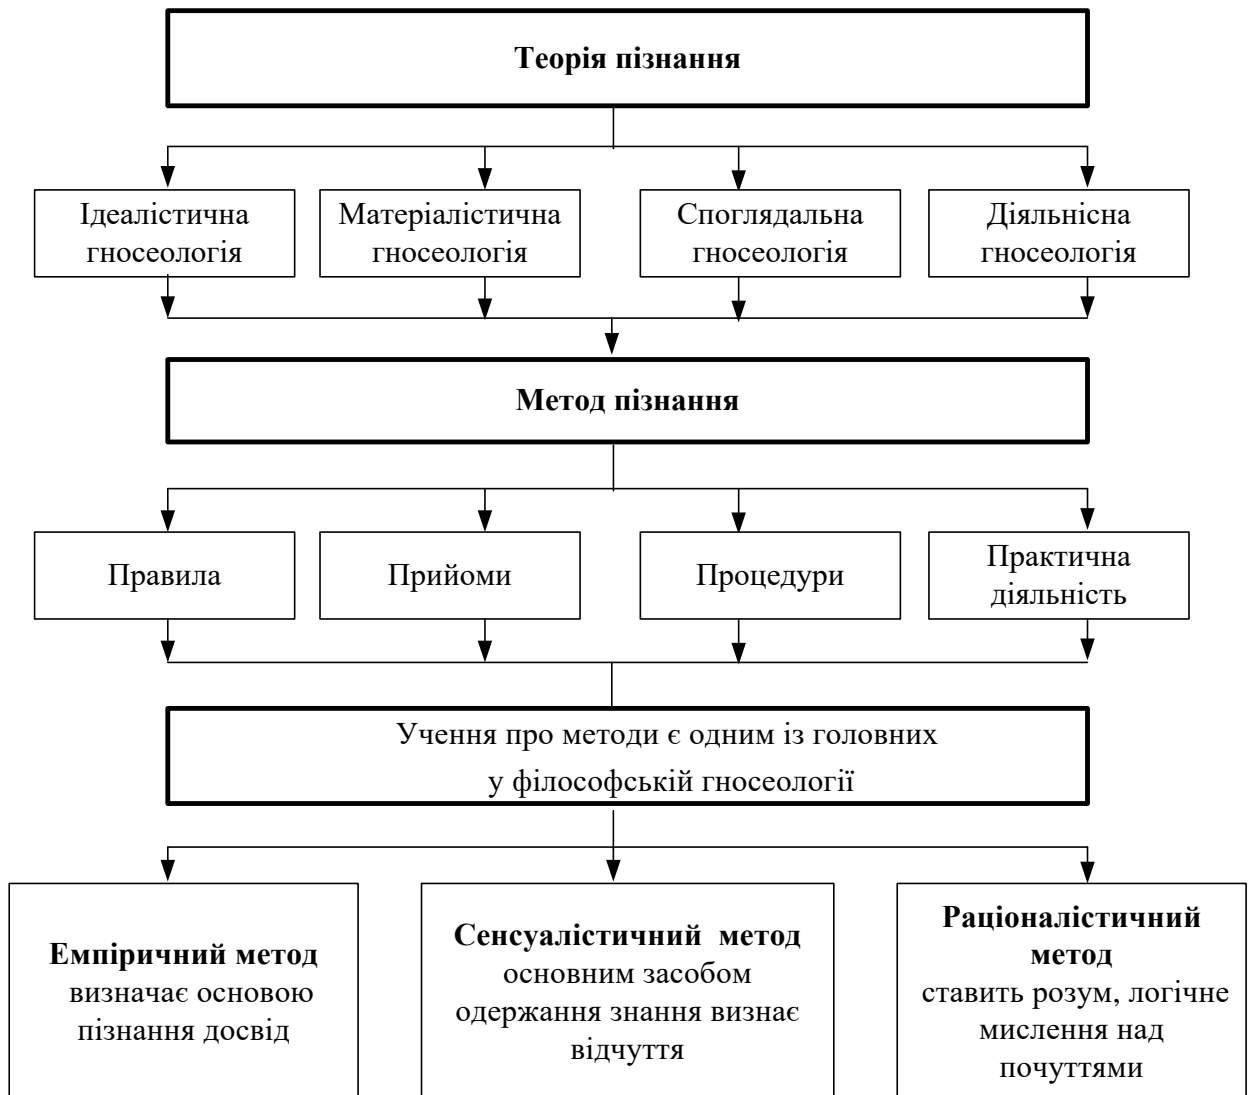 Теорія пізнання
Ідеалістична
гносеологія
Матеріалістична
гносеологія
Споглядальна
гносеологія
Діяльнісна
гносеологія
Метод пізнання
Правила
Прийоми
Процедури
Практична
діяльність
Учення про методи є одним із головних
у філософській гносеології
Емпіричний метод
визначає основою
пізнання досвід
Сенсуалістичний метод
основним засобом
одержання знання визнає
відчуття
Раціоналістичний
метод
ставить розум, логічне
мислення над
почуттями